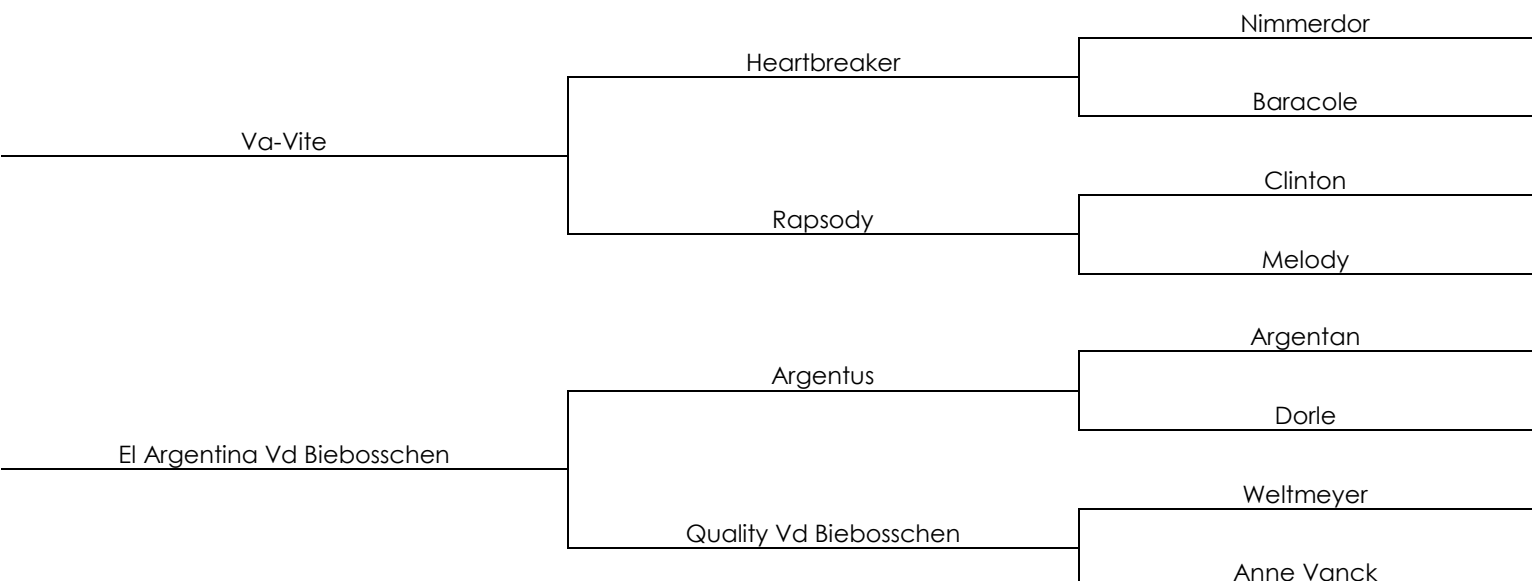 Nimmerdor
Heartbreaker
Baracole
Va-Vite
Clinton
Rapsody
Melody
Argentan
Argentus
Dorle
El Argentina Vd Biebosschen
Weltmeyer
Quality Vd Biebosschen
Anne Vanck